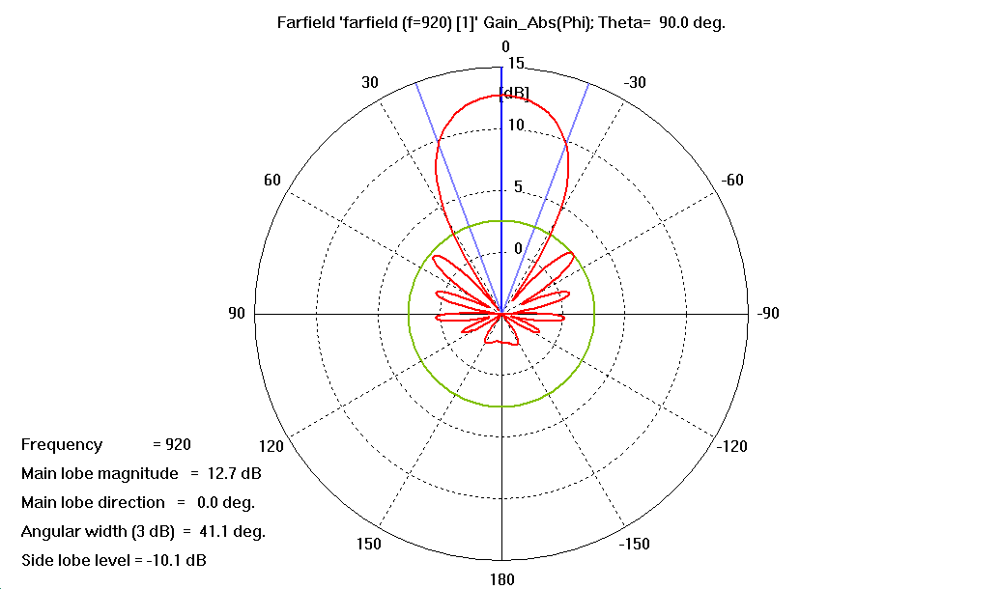 Farfield 'farfield (f=920) [1]' Gain_Abs(Phi); Theta= 90.0 deg.
0
15
30
-30
[dB]
10
60
5
-60
0
90
-90
120
-120
150
-150
180
Frequency = 920
Main lobe magnitude = 12.7 dB
Main lobe direction = 0.0 deg.
Angular width (3 dB) = 41.1 deg.
Side lobe level = -10.1 dB